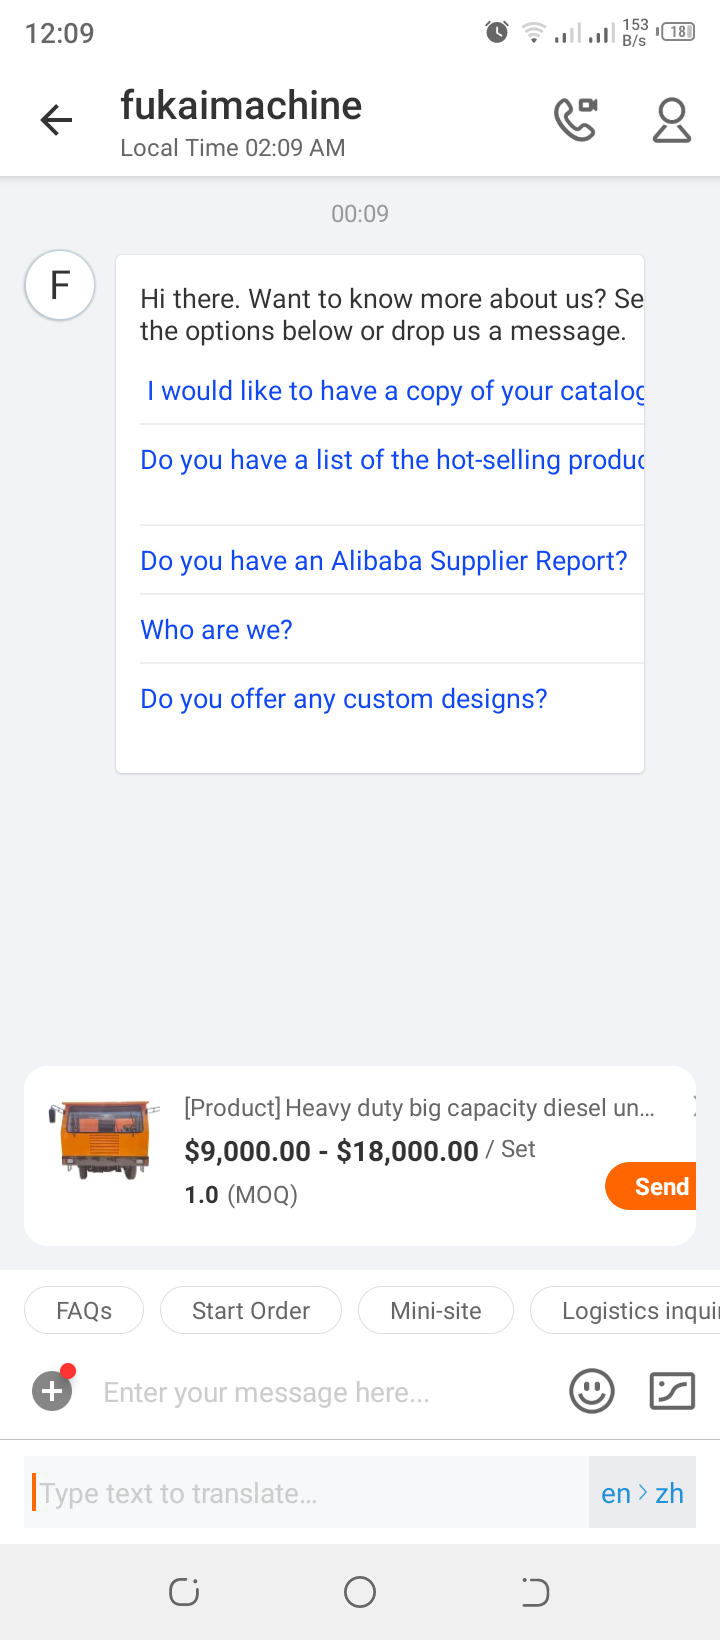 12:09
153
B/s
18
fukaimachine
Local Time 02:09 AM
00:09
F
Hi there. Want to know more about us? Se
the options below or drop us a message.
I would like to have a copy of your catalog
Do you have a list of the hot-selling produc
Do you have an Alibaba Supplier Report?
Who are we?
Do you offer any custom designs?
[Product] Heavy duty big capacity diesel un...
$9,000.00 - $18,000.00 / Set
1.0 (MOQ)
Send
FAQs
Start Order
Mini-site
Logistics inqui
Enter your message here...
Type text to translate...
en > zh